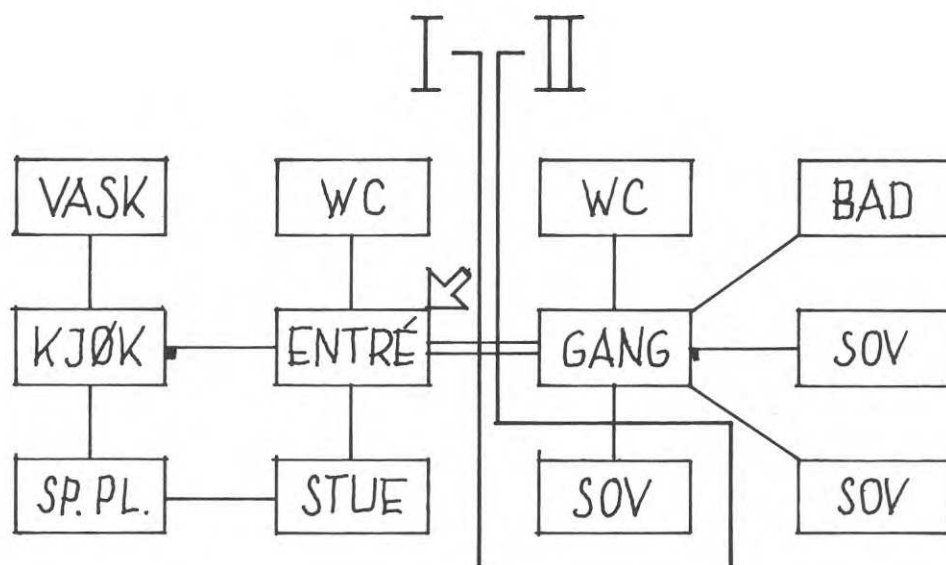 I II
VASK WC WC BAD
KJØK ENTRÉ GANG SOV
SP. PL. STUE SOV SOV